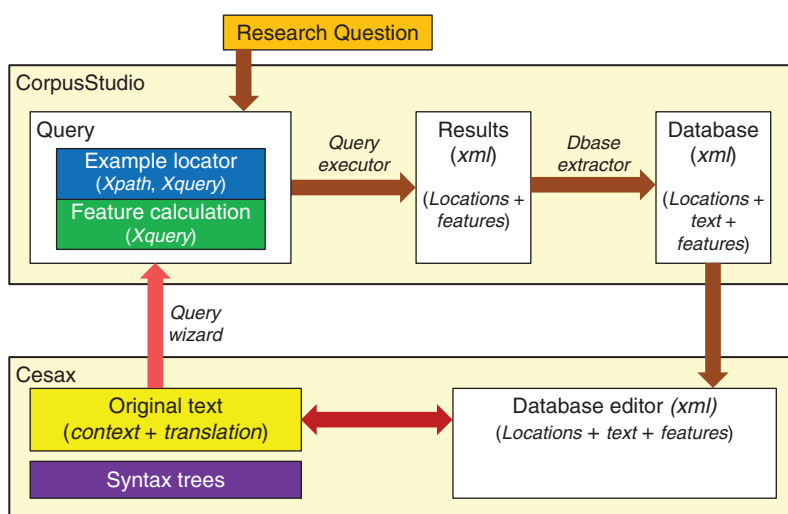 Research Question
CorpusStudio
Query
Example locator
(Xpath, Xquery)
Feature calculation
(Xquery)
Query
executor
Results
(xml)
(Locations +
features)
Dbase
extractor
Database
(xml)
(Locations +
text +
features)
Query
wizard
Cesax
Original text
(context + translation)
Syntax trees
Database editor (xml)
(Locations + text + features)